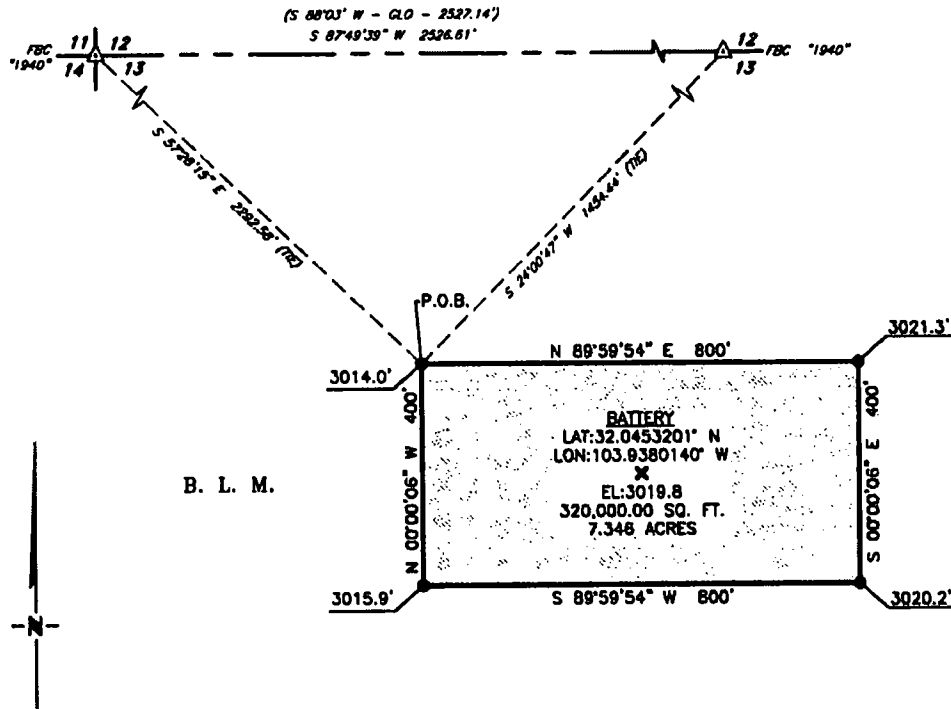 (S 88°03' W - GLO - 2527.14')
S 87°49'39" W 2526.61'
FBC "1940"
11 12
14 13
12
13
FBC "1940"
S 57°28'15" E 2292.58' (TIE)
S 24°00'47" W 1454.44' (TIE)
P.O.B.
3014.0'
N 89°59'54" E 800'
3021.3'
N 00°00'06" W 400'
BATTERY
LAT:32.0453201° N
LON:103.9380140° W
EL:3019.8
320,000.00 SQ. FT.
7.346 ACRES
S 00°00'06" E 400'
B. L. M.
3015.9'
S 89°59'54" W 800'
3020.2'
N